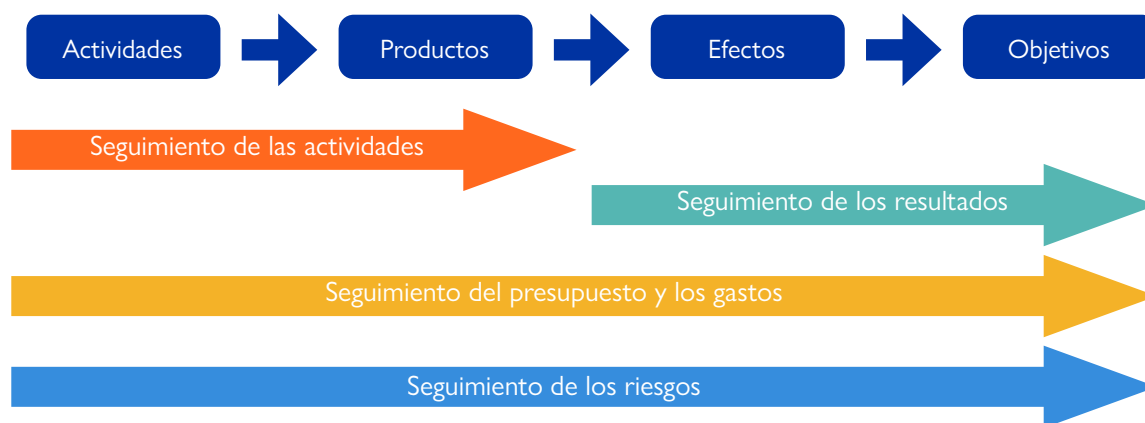 Actividades
Productos
Efectos
Objetivos
Seguimiento de las actividades
Seguimiento de los resultados
Seguimiento del presupuesto y los gastos
Seguimiento de los riesgos